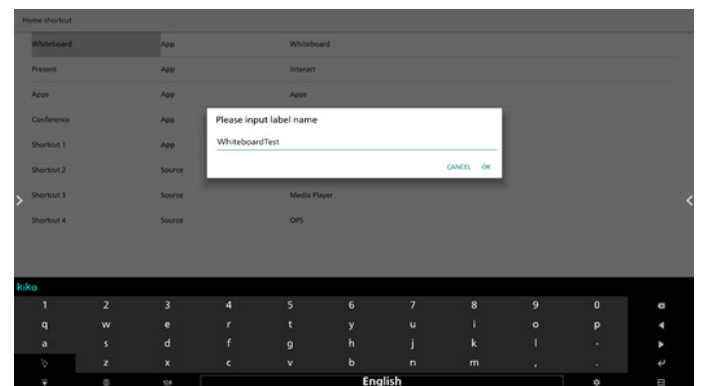 Home shortcut
Whiteboard App Whiteboard
Present App Interact
Apps App Apps
Conference App
Shortcut 1 App
Shortcut 2 Source
Shortcut 3 Source Media Player
Shortcut 4 Source OPS
Please input label name
WhiteboardTest
CANCEL OK
kika
1 2 3 4 5 6 7 8 9 0
q w e r t y u i o p
a s d f g h j k l -
z x c v b n m , .
English